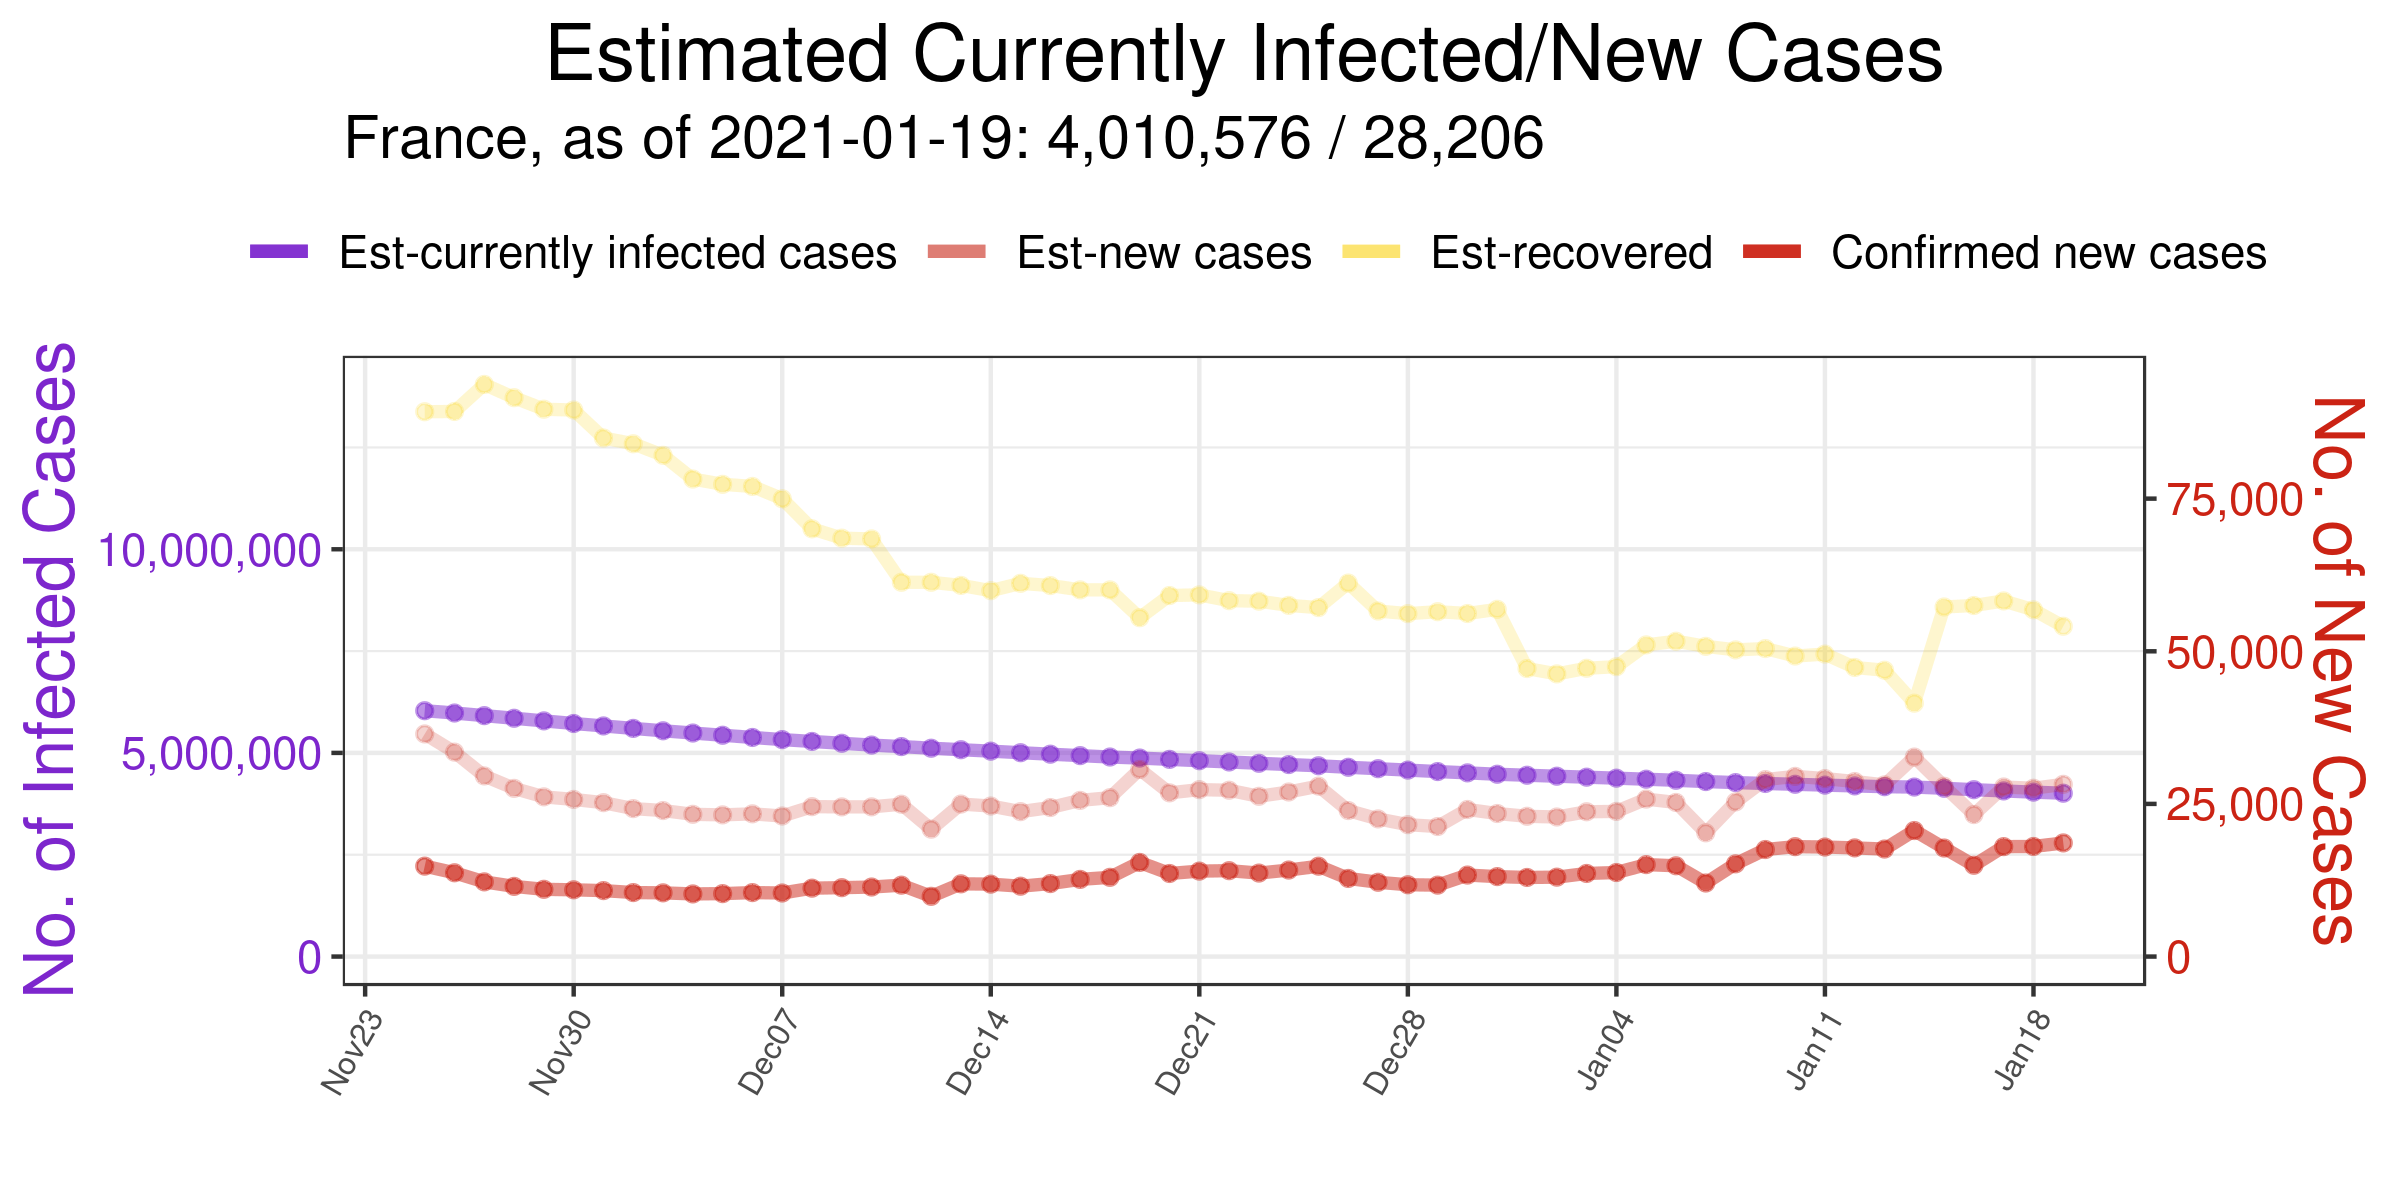 Estimated Currently Infected/New Cases
France, as of 2021-01-19: 4,010,576 / 28,206
Est-currently infected cases Est-new cases Est-recovered Confirmed new cases
No. of Infected Cases
10,000,000
5,000,000
0
75,000
50,000
25,000
0
No. of New Cases
Nov23 Nov30 Dec07 Dec14 Dec21 Dec28 Jan04 Jan11 Jan18